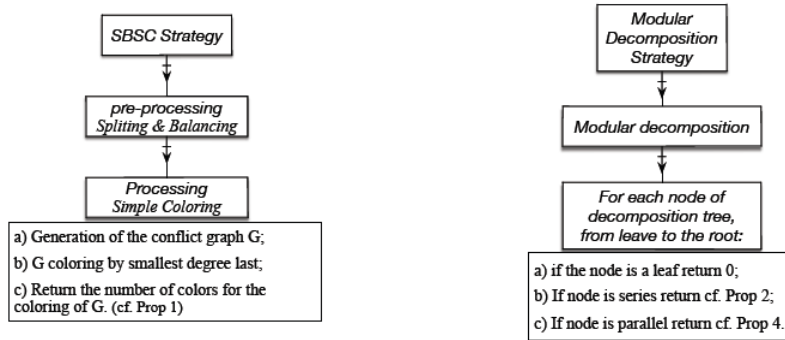 SBSC Strategy
pre-processing
Spliting & Balancing
Processing
Simple Coloring
a) Generation of the conflict graph G;
b) G coloring by smallest degree last;
c) Return the number of colors for the
coloring of G. (cf. Prop 1)
Modular
Decomposition
Strategy
Modular decomposition
For each node of
decomposition tree,
from leave to the root:
a) if the node is a leaf return 0;
b) If node is series return cf. Prop 2;
c) If node is parallel return cf. Prop 4.